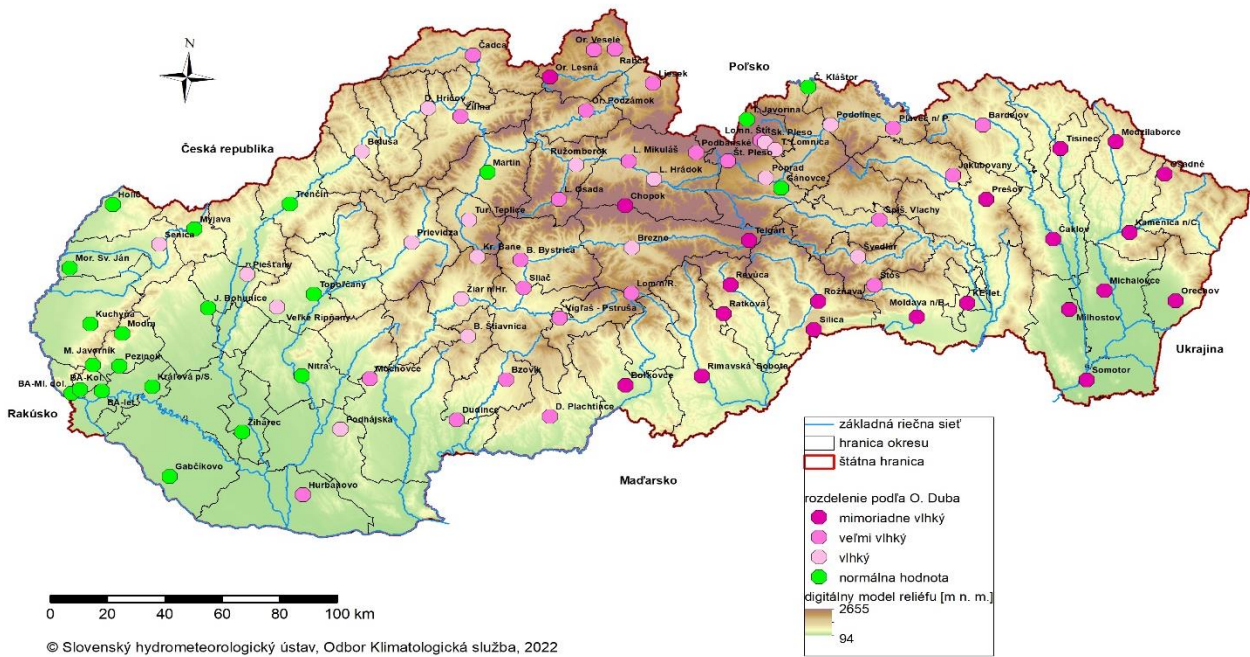 N
Čadca
Or. Veselé
Rabča
Or. Lesná
Liesek
Poľsko
Č. Kláštor
D. Hričov
Žilina
Or. Podzámok
T. Javorina
Podolínec
Plaveč n/ P.
Bardejov
Medzilaborce
Tisinec
Lomn. Štít
Sk. Pleso
T. Lomnica
Beluša
Česká republika
Ružomberok
L. Mikuláš
Podbanské
Št. Pleso
Martin
L. Hrádok
Poprad
Gánovce
Jakubovany
Osadné
Holíč
Trenčín
L. Osada
Chopok
Prešov
Myjava
Tur. Teplice
Spiš. Vlachy
Kamenica n/C.
Senica
Prievidza
Kr. Bane
B. Bystrica
Brezno
Telgárt
Švedlár
Čaklov
Mor. Sv. Ján
Piešťany
Topoľčany
Sliač
Revúca
Štós
Michalovce
J. Bohunice
Veľké Ripňany
Žiar n/Hr.
Lom n/R.
Ratková
Rožňava
KE-let.
Orechov
Kuchyňa
Modra
Vígľaš - Pstruša
Moldava n/B.
Milhostov
B. Štiavnica
Silica
M. Javorník
Pezinok
Ukrajina
Nitra
Mochovce
Bzovík
Boľkovce
Rimavská Sobota
Somotor
BA-Ml. dol.
BA-Kol.
Kráľová p/S.
BA-let.
Rakúsko
Žihárec
Podhájska
Dudince
D. Plachtince
Gabčíkovo
Hurbanovo
Maďarsko
základná riečna sieť
hranica okresu
štátna hranica
rozdelenie podľa O. Duba
mimoriadne vlhký
veľmi vlhký
vlhký
normálna hodnota
digitálny model reliéfu [m n. m.]
2655
94
0 20 40 60 80 100 km
© Slovenský hydrometeorologický ústav, Odbor Klimatologická služba, 2022